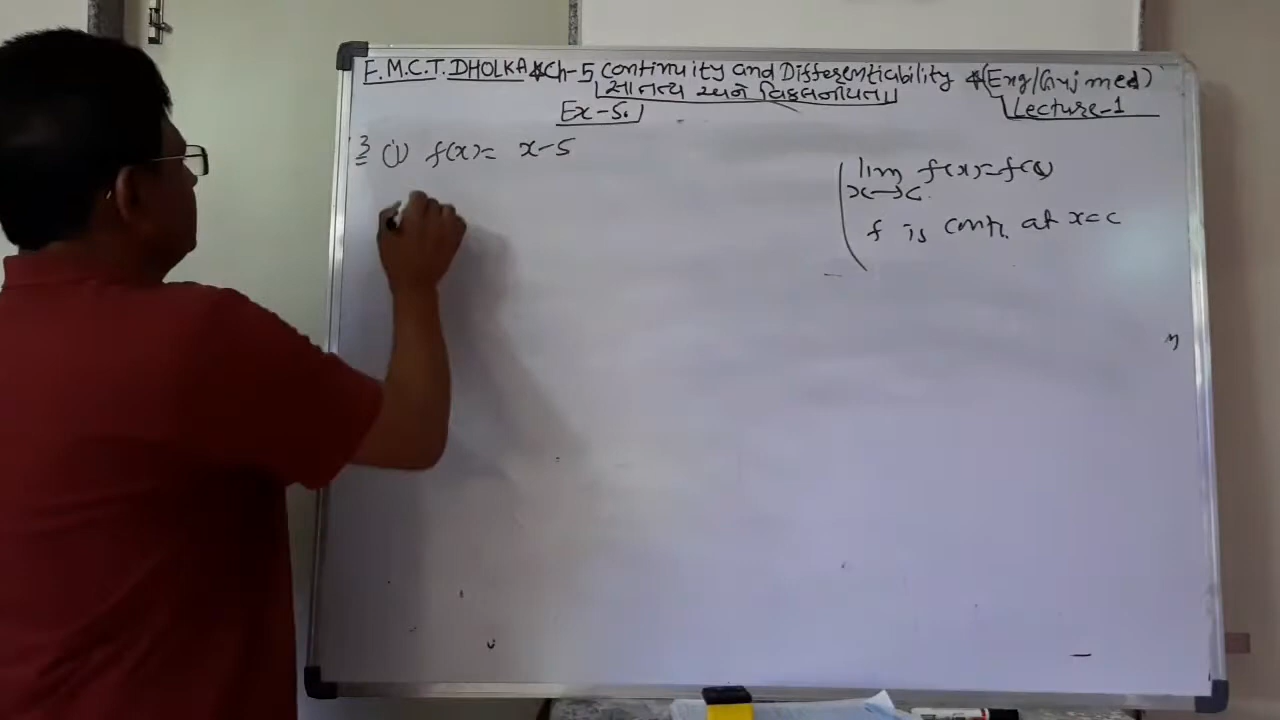 F.M.C.T. DHOLKA * Ch-5 Continuity and Differentiability * (Eng/Guj med)
સાતત્ય અને વિકલનીયતા
Lecture-1
Ex-5.1
3 (i) f(x)= x-5
lim f(x)=f(c)
x→c
f is conti. at x=c